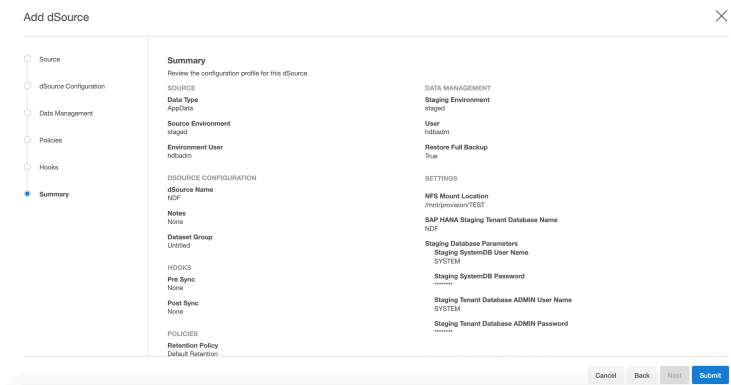 Add dSource
Source
dSource Configuration
Data Management
Policies
Hooks
Summary
Summary
Review the configuration profile for this dSource.
SOURCE
Data Type
AppData
Source Environment
staged
Environment User
hdbadm
DSOURCE CONFIGURATION
dSource Name
NDF
Notes
None
Dataset Group
Untitled
HOOKS
Pre Sync
None
Post Sync
None
POLICIES
Retention Policy
Default Retention
DATA MANAGEMENT
Staging Environment
staged
User
hdbadm
Restore Full Backup
True
SETTINGS
NFS Mount Location
/mnt/provision/TEST
SAP HANA Staging Tenant Database Name
NDF
Staging Database Parameters
Staging SystemDB User Name
SYSTEM
Staging SystemDB Password
********
Staging Tenant Database ADMIN User Name
SYSTEM
Staging Tenant Database ADMIN Password
********
Cancel
Back
Next
Submit